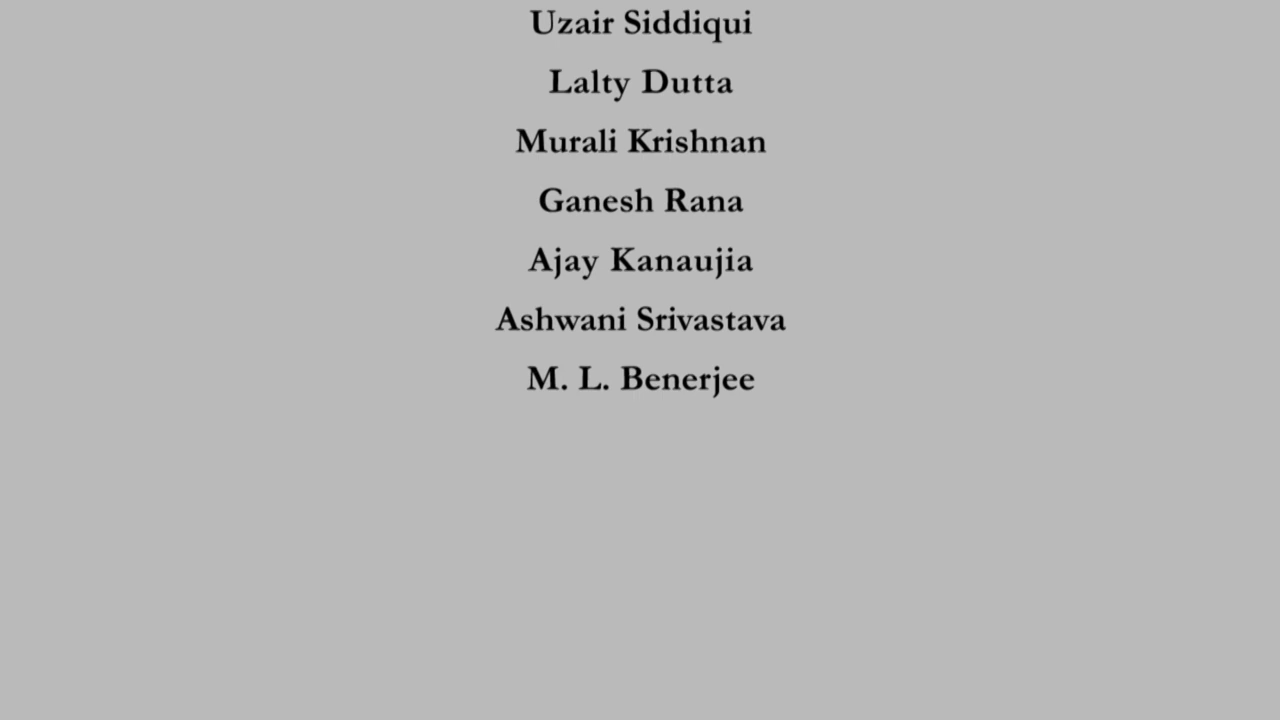 Uzair Siddiqui
Lalty Dutta
Murali Krishnan
Ganesh Rana
Ajay Kanaujia
Ashwani Srivastava
M. L. Benerjee